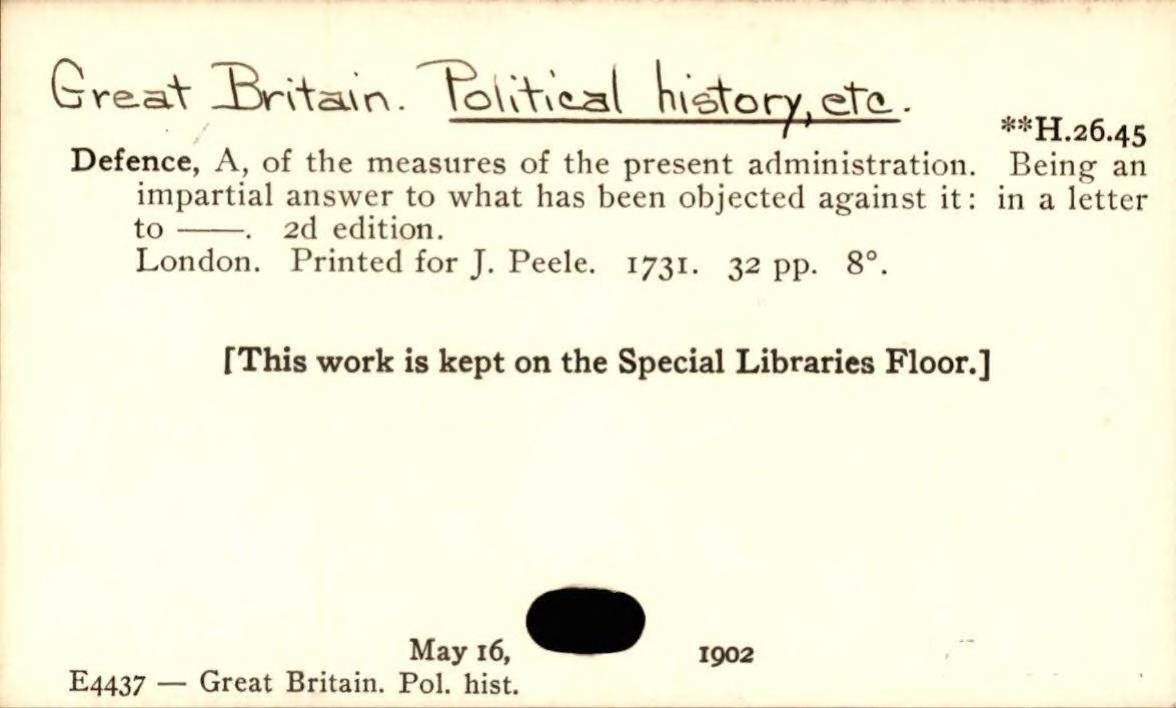 Great Britain. Political history, etc.
**H.26.45
Defence, A, of the measures of the present administration. Being an
impartial answer to what has been objected against it: in a letter
to ——. 2d edition.
London. Printed for J. Peele. 1731. 32 pp. 8°.
[This work is kept on the Special Libraries Floor.]
May 16, 1902
E4437 — Great Britain. Pol. hist.